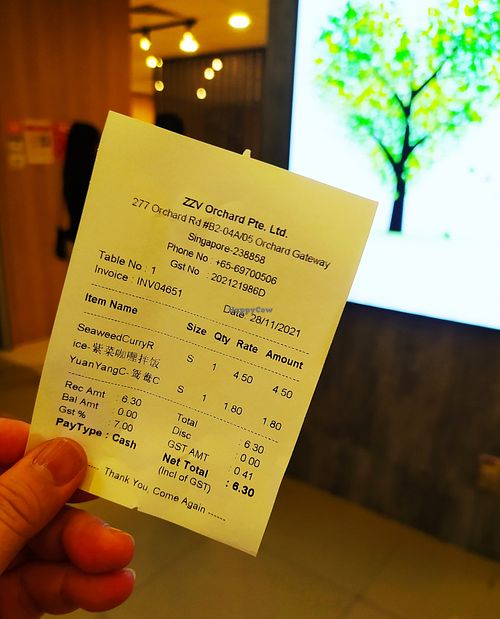 ZZV Orchard Pte. Ltd.
277 Orchard Rd #B2-04A/05 Orchard Gateway
Singapore-238858
Phone No : +65-69700506
Gst No : 202121986D
Table No : 1
Invoice : INV04651 Date: 28/11/2021
Item Name Size Qty Rate Amount
SeaweedCurryR S 1 4.50 4.50
ice-紫菜咖喱拌饭
YuanYangC-鸳鸯C S 1 1.80 1.80
Rec Amt : 6.30 Total : 6.30
Bal Amt : 0.00 Disc : 0.00
Gst % : 7.00 GST AMT : 0.41
PayType : Cash Net Total : 6.30
(Incl of GST)
----- Thank You, Come Again -----
HappyCow